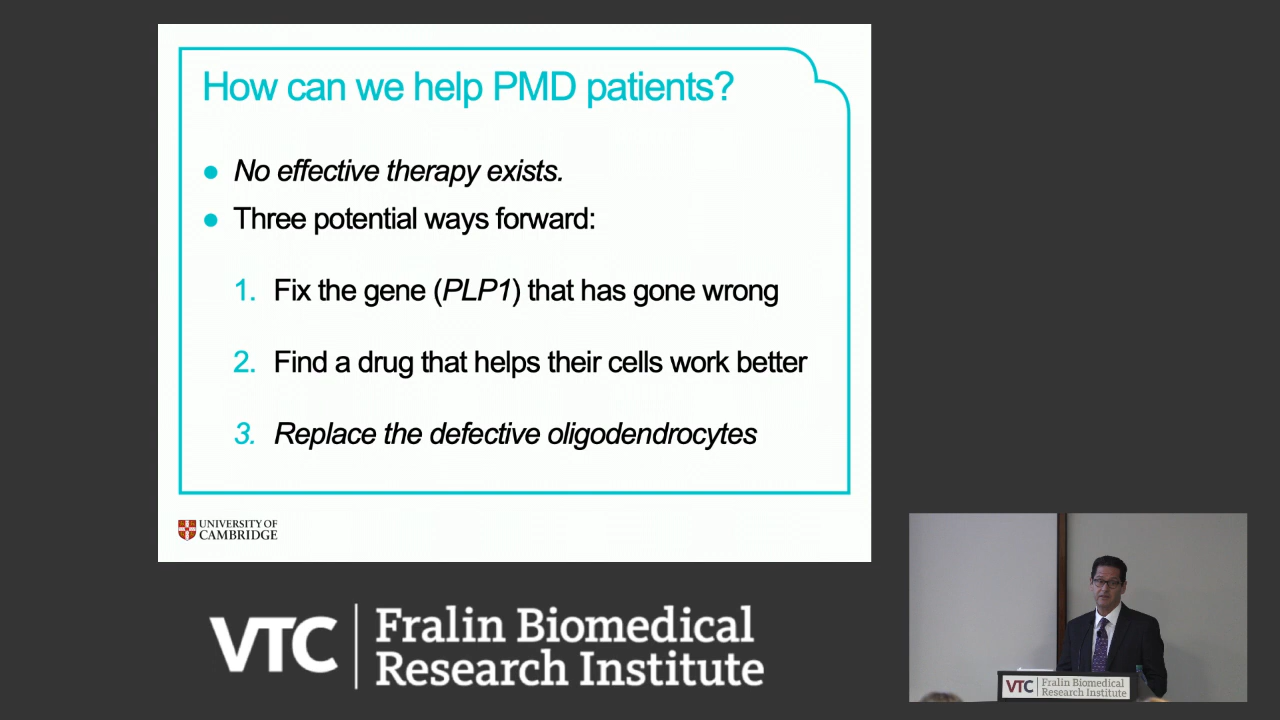 How can we help PMD patients?
● No effective therapy exists.
● Three potential ways forward:
1. Fix the gene (PLP1) that has gone wrong
2. Find a drug that helps their cells work better
3. Replace the defective oligodendrocytes
UNIVERSITY OF
CAMBRIDGE
VTC
Fralin Biomedical
Research Institute
VTC
Fralin Biomedical
Research Institute